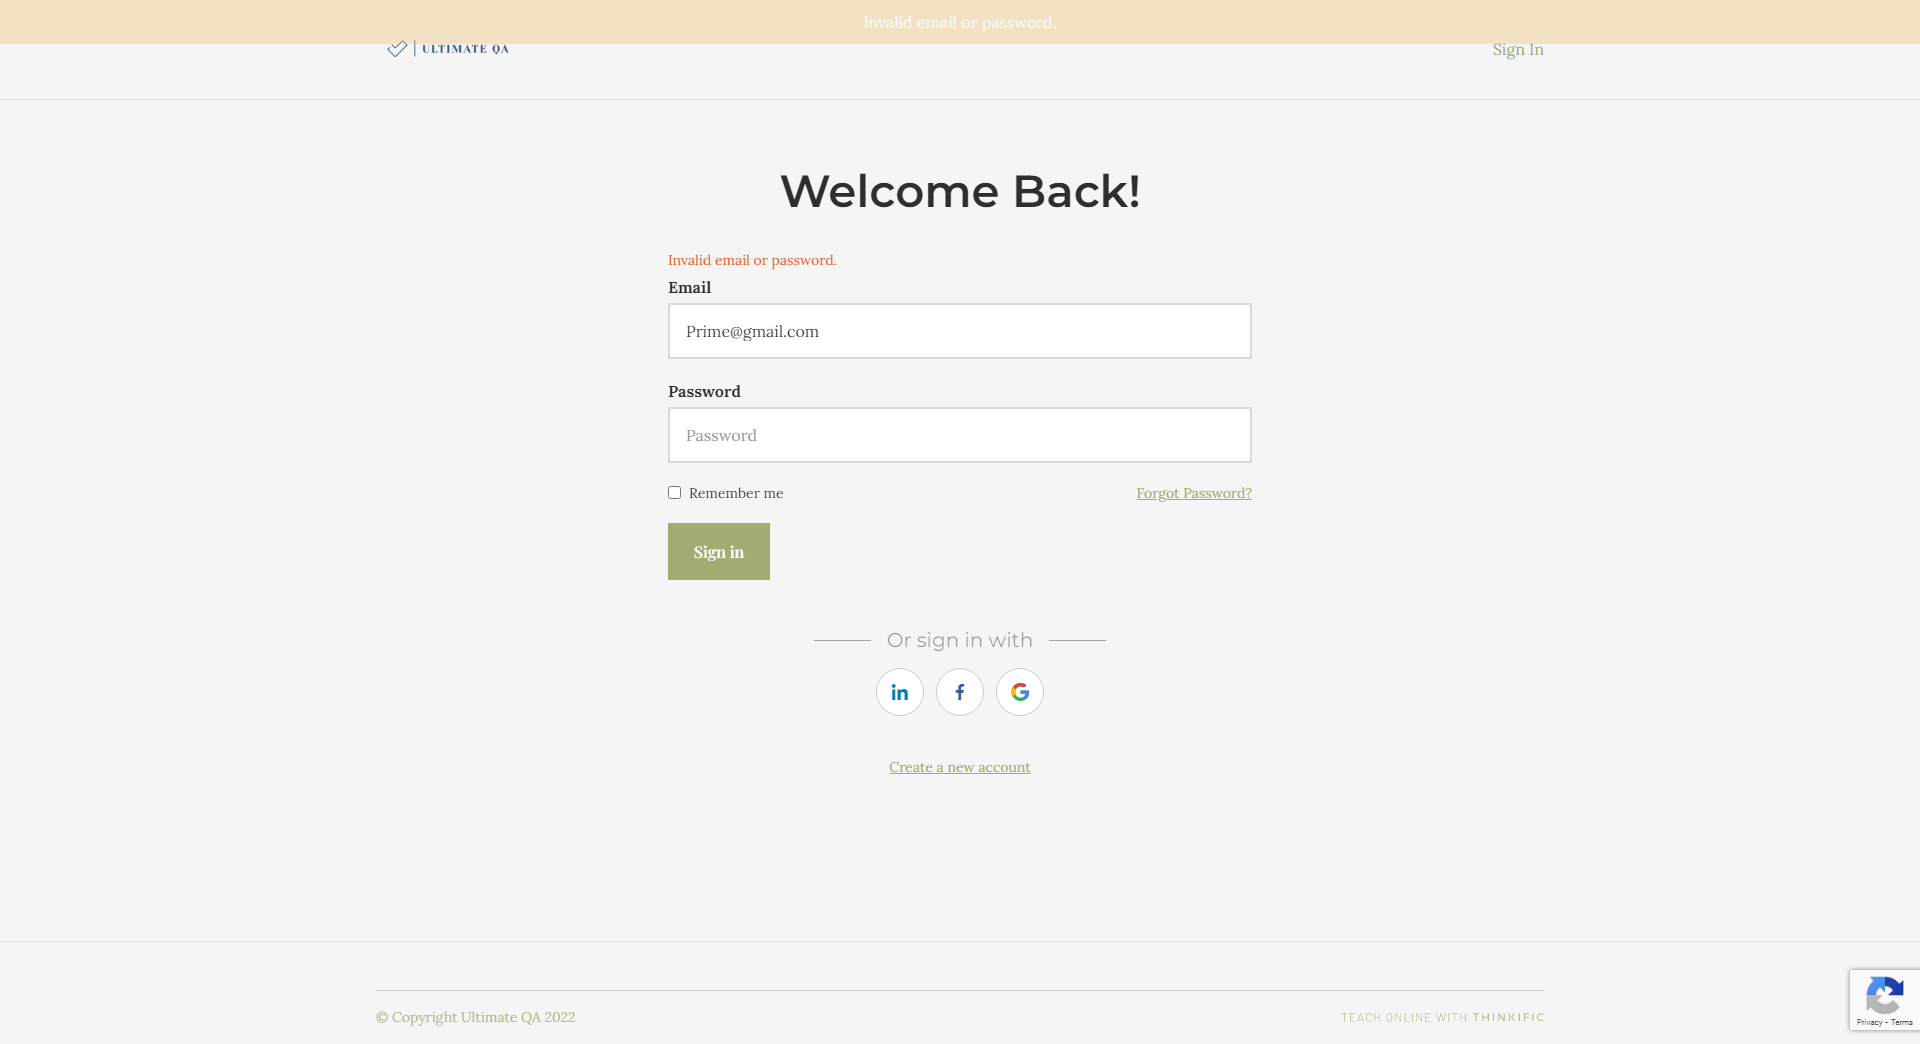 Invalid email or password.
ULTIMATE QA
Sign In
Welcome Back!
Invalid email or password.
Email
Prime@gmail.com
Password
Password
Remember me
Forgot Password?
Sign in
Or sign in with
in
f
G
Create a new account
© Copyright Ultimate QA 2022
TEACH ONLINE WITH THINKIFIC
Privacy - Terms